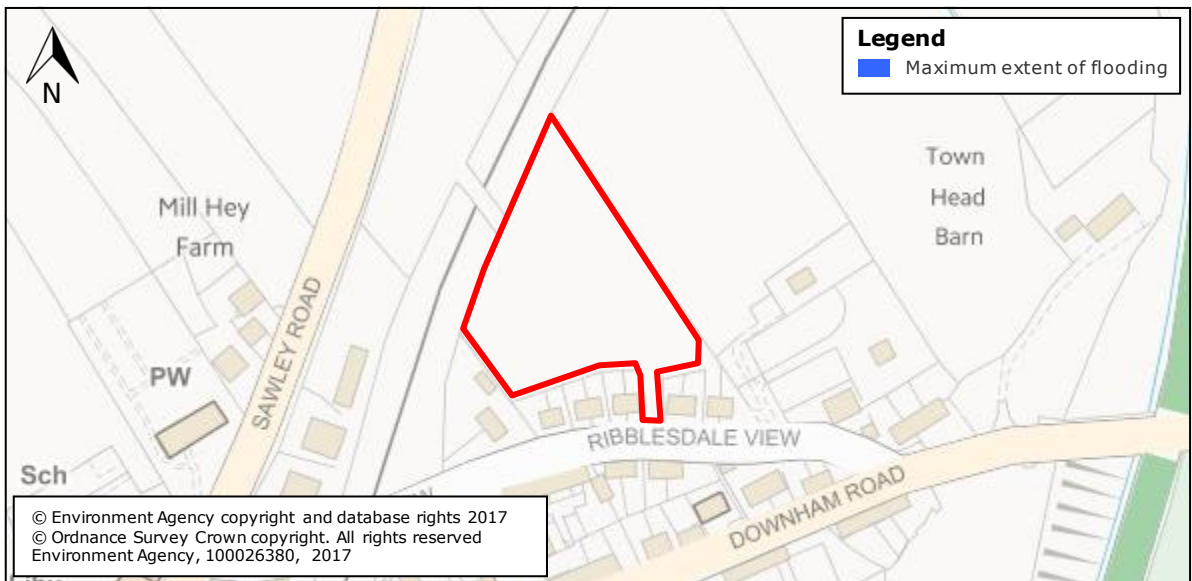 Legend
Maximum extent of flooding
N
Town
Head
Barn
Mill Hey
Farm
SAWLEY ROAD
PW
RIBBLESDALE VIEW
Sch
DOWNHAM ROAD
© Environment Agency copyright and database rights 2017
© Ordnance Survey Crown copyright. All rights reserved
Environment Agency, 100026380, 2017